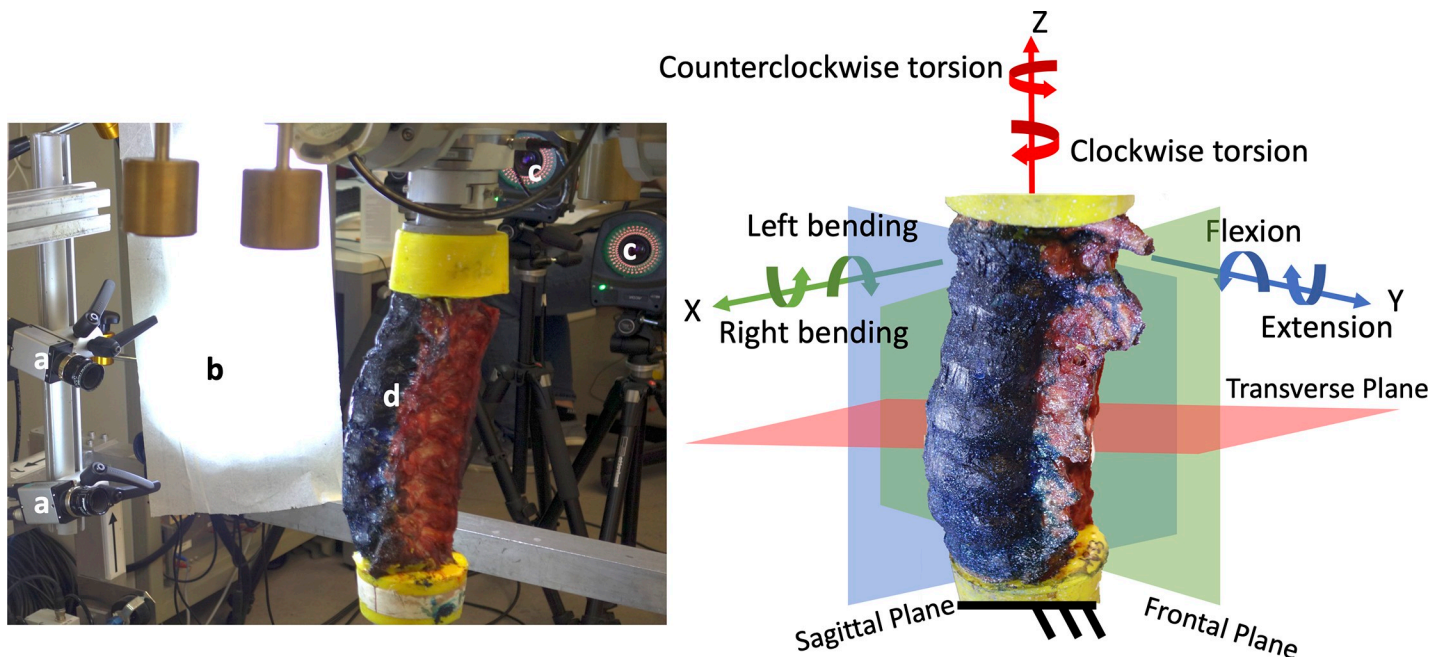 a
a
b
c
c
d
Z
Counterclockwise torsion
Clockwise torsion
Left bending
Flexion
X
Right bending
Y
Extension
Transverse Plane
Sagittal Plane
Frontal Plane